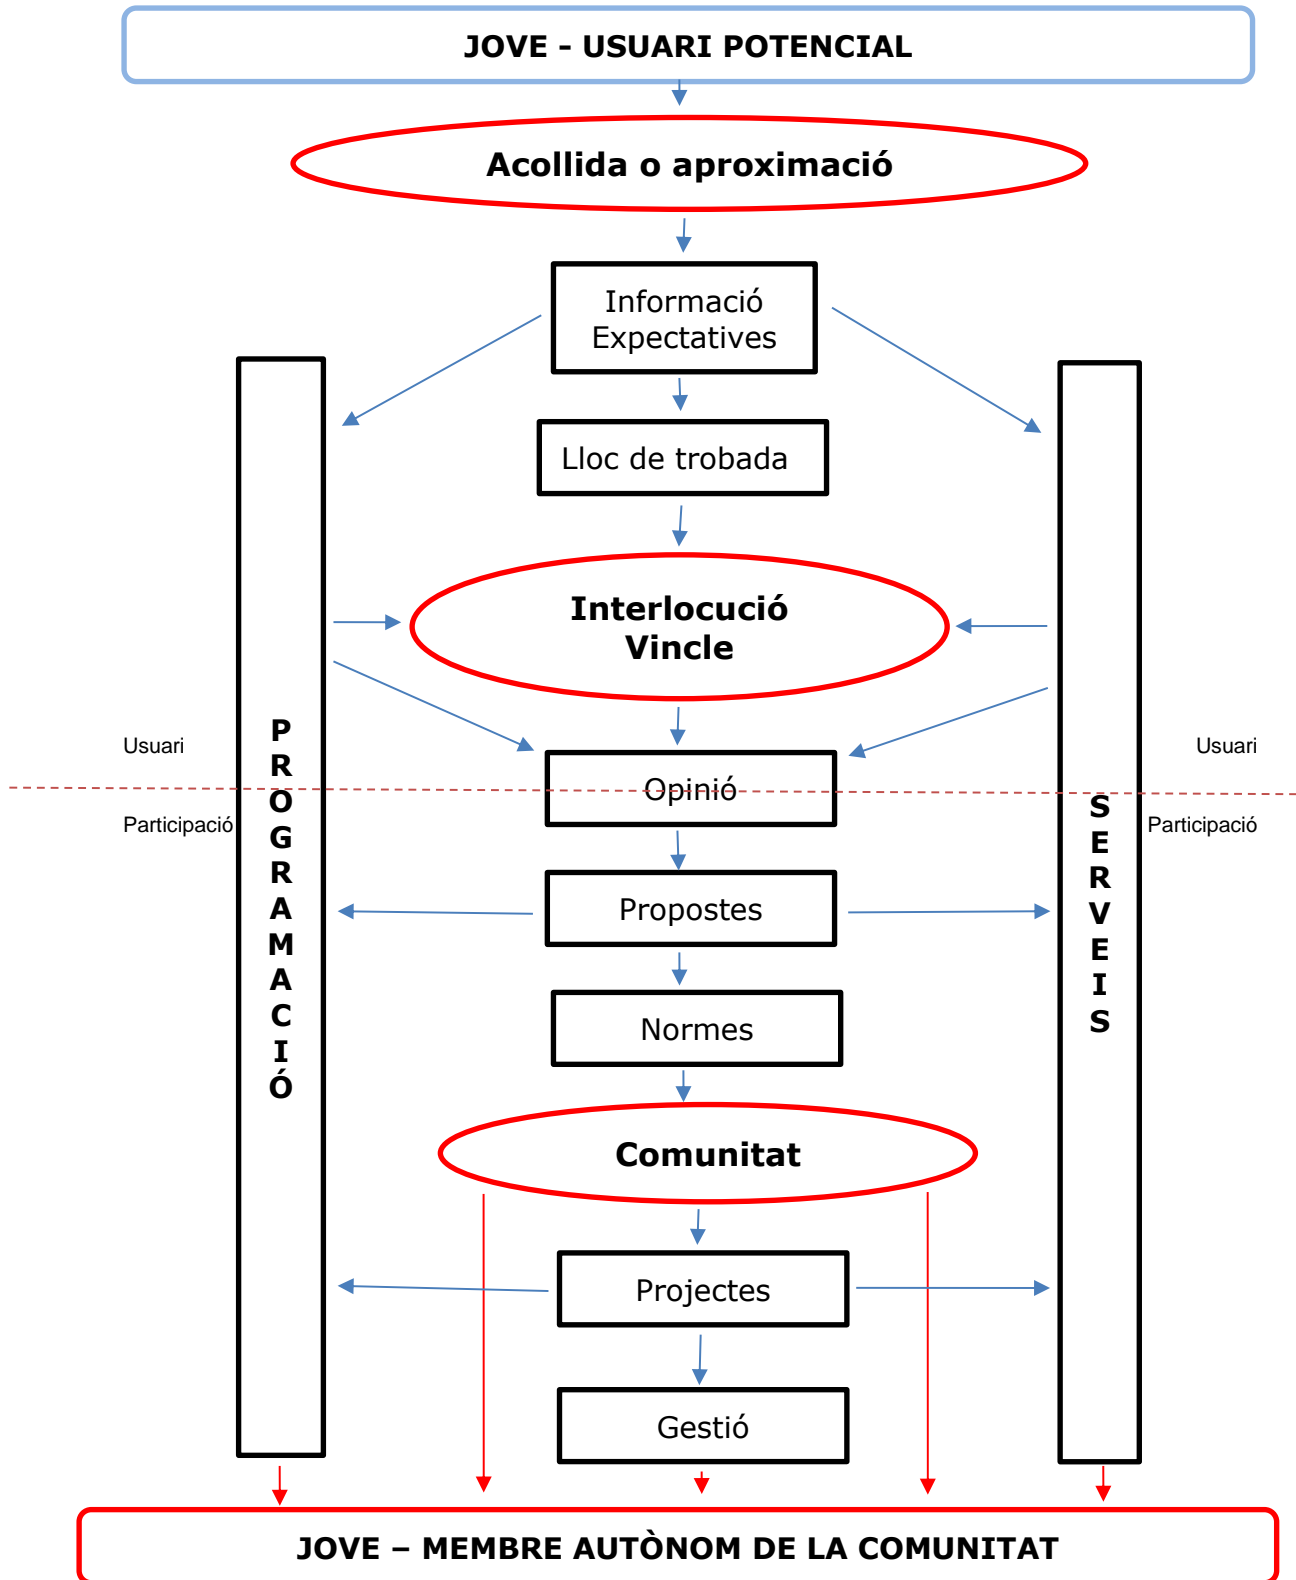 JOVE - USUARI POTENCIAL
Acollida o aproximació
Informació
Expectatives
Lloc de trobada
Interlocució
Vincle
PROGRAMACIÓ
SERVEIS
Usuari
Usuari
Opinió
Participació
Participació
Propostes
Normes
Comunitat
Projectes
Gestió
JOVE – MEMBRE AUTÒNOM DE LA COMUNITAT